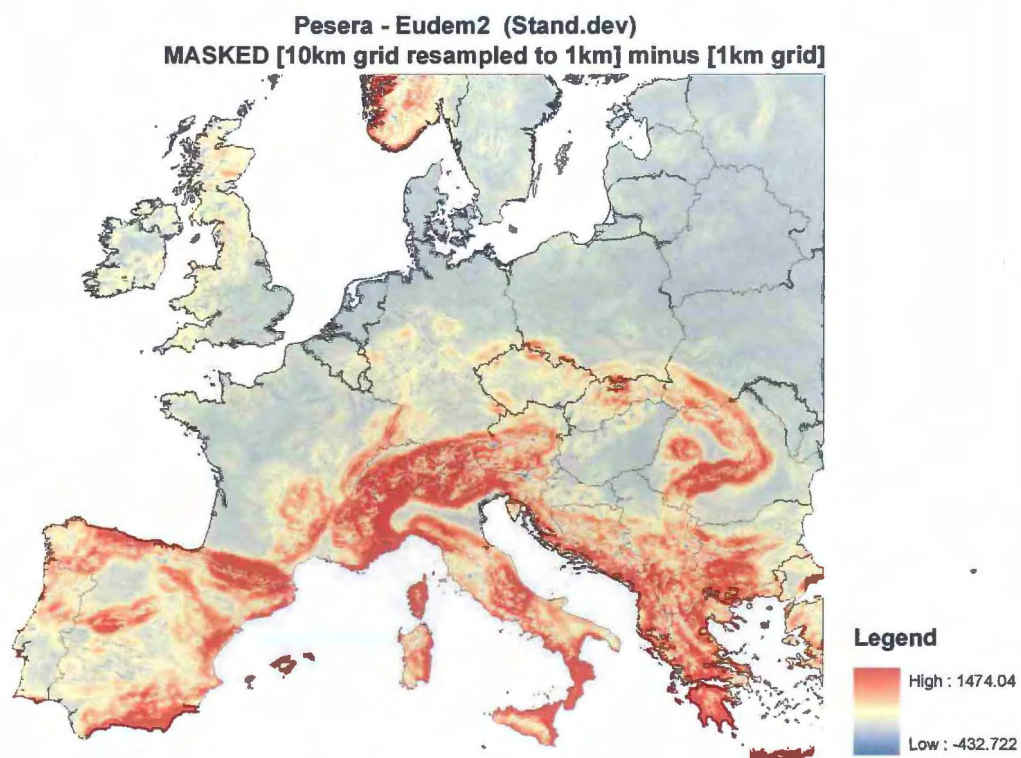 Pesera - Eudem2 (Stand.dev)
MASKED [10km grid resampled to 1km] minus [1km grid]
Legend
High : 1474.04
Low : -432.722